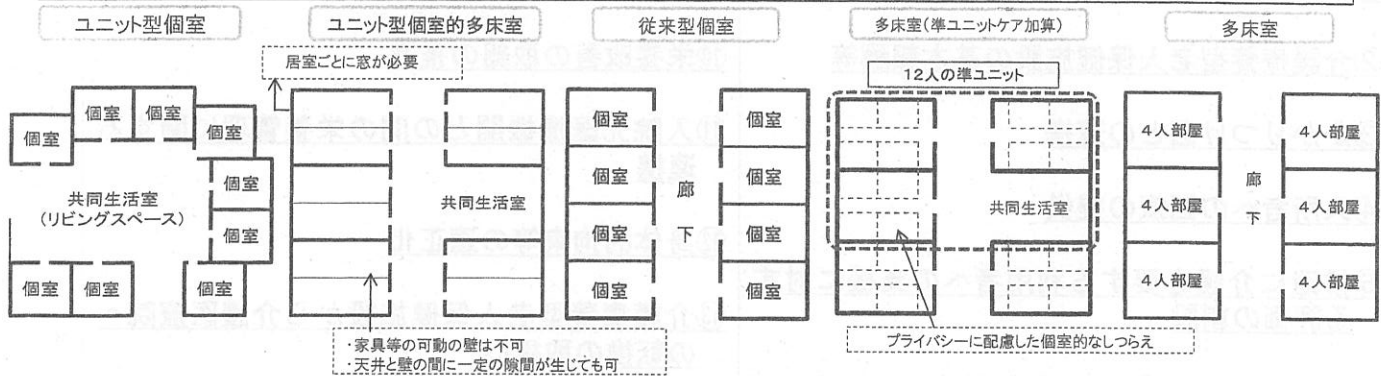 ユニット型個室
ユニット型個室的多床室
従来型個室
多床室(準ユニットケア加算)
多床室
居室ごとに窓が必要
12人の準ユニット
個室
個室
個室
個室
個室
個室
個室
個室
個室
共同生活室
(リビングスペース)
共同生活室
・家具等の可動の壁は不可
・天井と壁の間に一定の隙間が生じても可
個室
個室
個室
個室
廊
下
個室
個室
個室
個室
共同生活室
プライバシーに配慮した個室的なしつらえ
4人部屋
4人部屋
4人部屋
廊
下
4人部屋
4人部屋
4人部屋